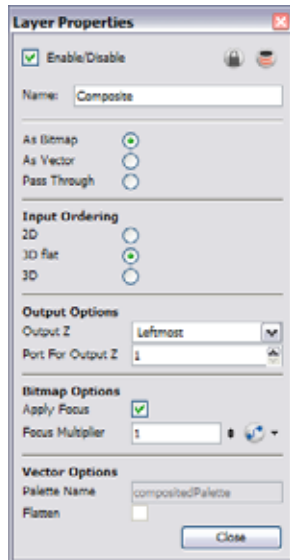 Layer Properties
Enable/Disable
Name: Composite
As Bitmap
As Vector
Pass Through
Input Ordering
2D
3D flat
3D
Output Options
Output Z Leftmost
Port For Output Z 1
Bitmap Options
Apply Focus
Focus Multiplier 1
Vector Options
Palette Name compositedPalette
Flatten
Close